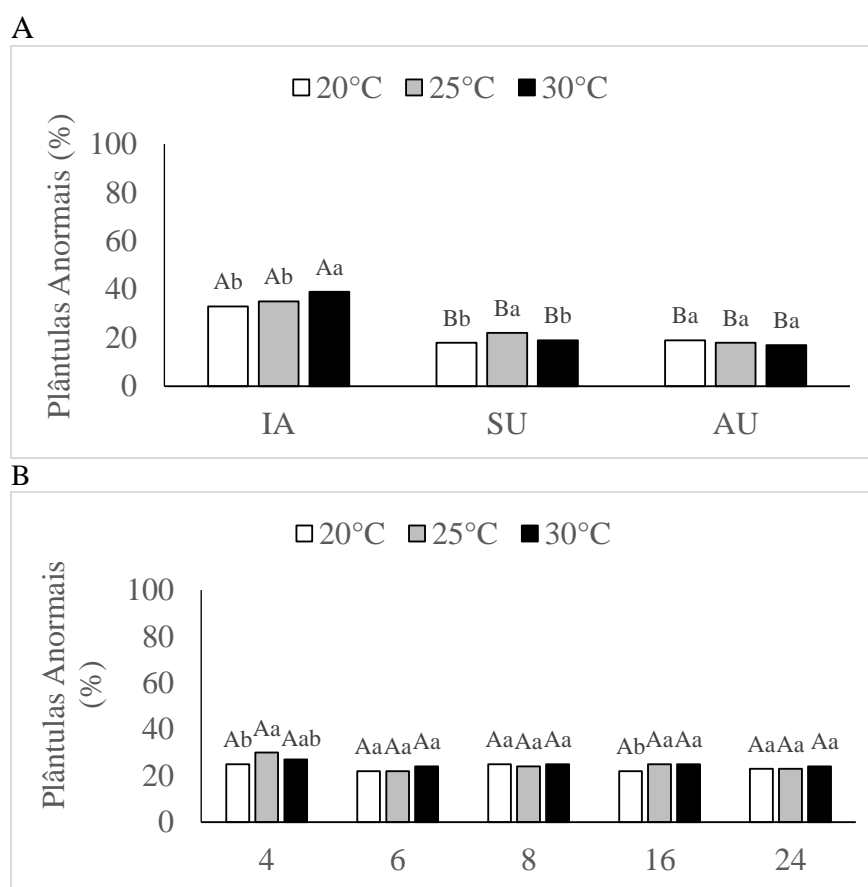 A
20°C 25°C 30°C
Plântulas Anormais (%)
100
80
60
40
20
0
Ab Ab Aa
Bb Ba Bb
Ba Ba Ba
IA SU AU
B
20°C 25°C 30°C
Plântulas Anormais
(%)
100
80
60
40
20
0
Ab Aa Aab
Aa Aa Aa
Aa Aa Aa
Ab Aa Aa
Aa Aa Aa
4 6 8 16 24